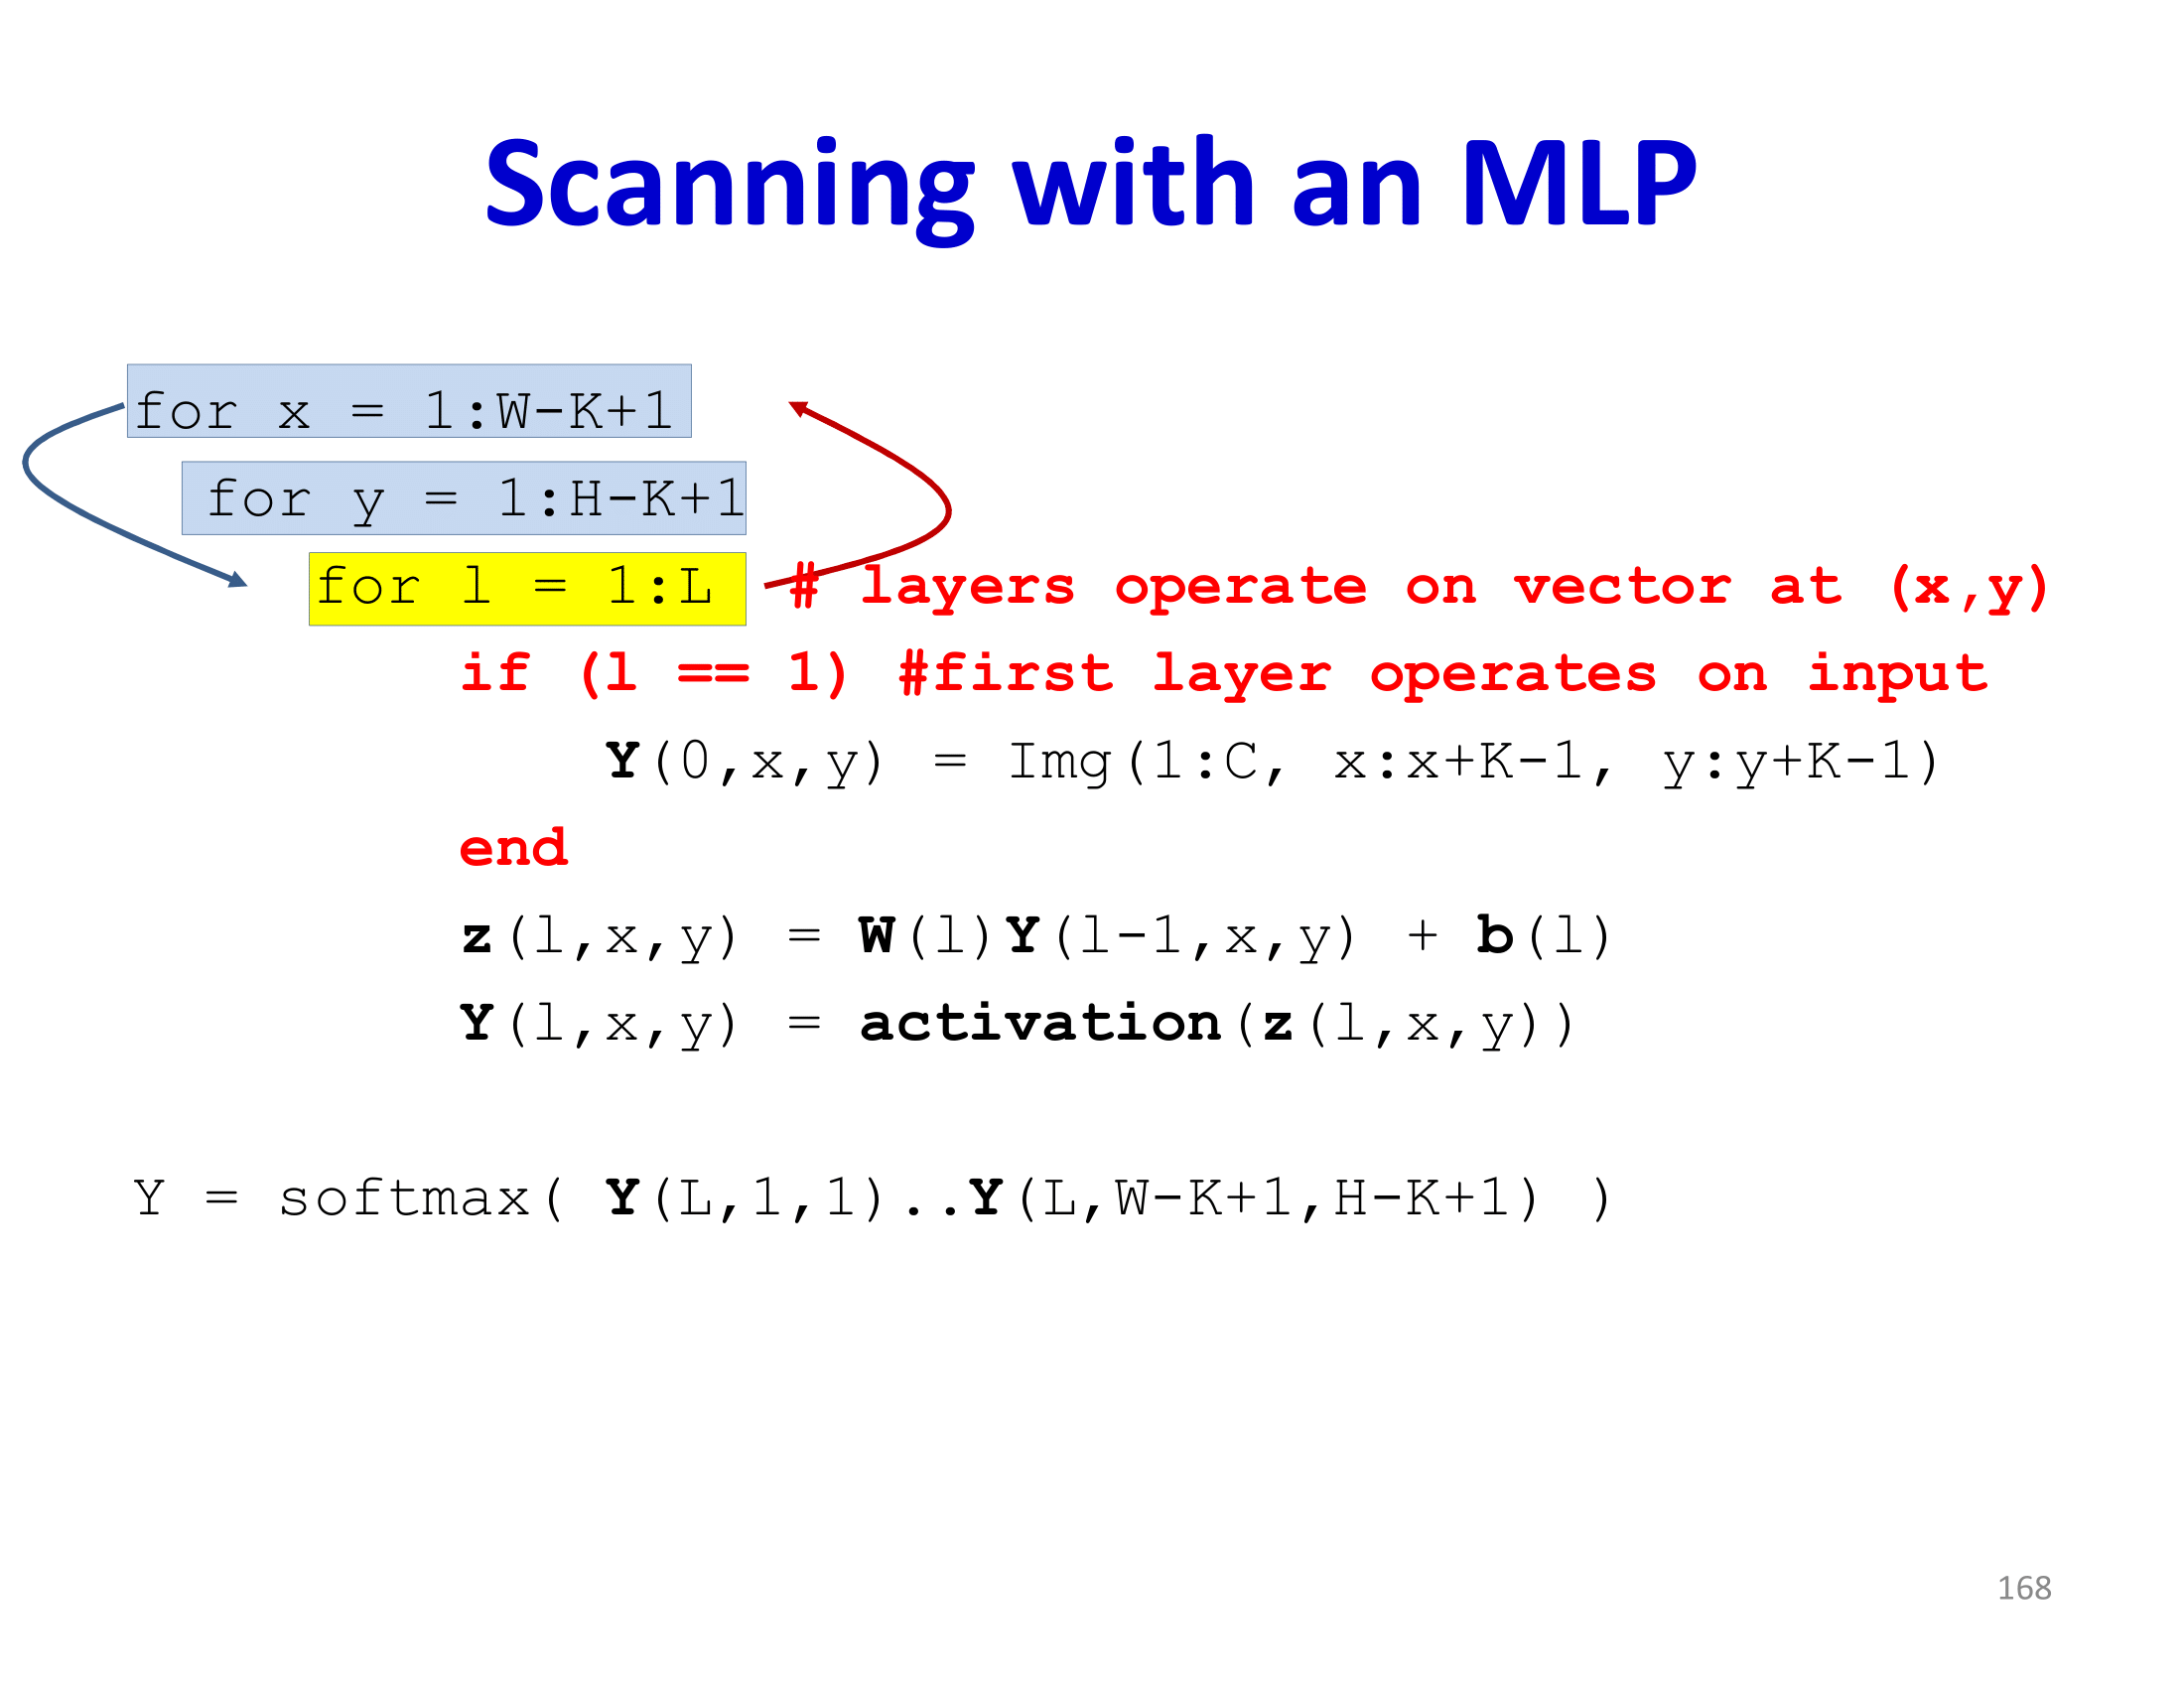 Scanning with an MLP
for x = 1:W-K+1
for y = 1:H-K+1
for l = 1:L # layers operate on vector at (x,y)
if (l == 1) #first layer operates on input
Y(0,x,y) = Img(1:C, x:x+K-1, y:y+K-1)
end
z(l,x,y) = W(l)Y(l-1,x,y) + b(l)
Y(l,x,y) = activation(z(l,x,y))
Y = softmax( Y(L,1,1)..Y(L,W-K+1,H-K+1) )
168